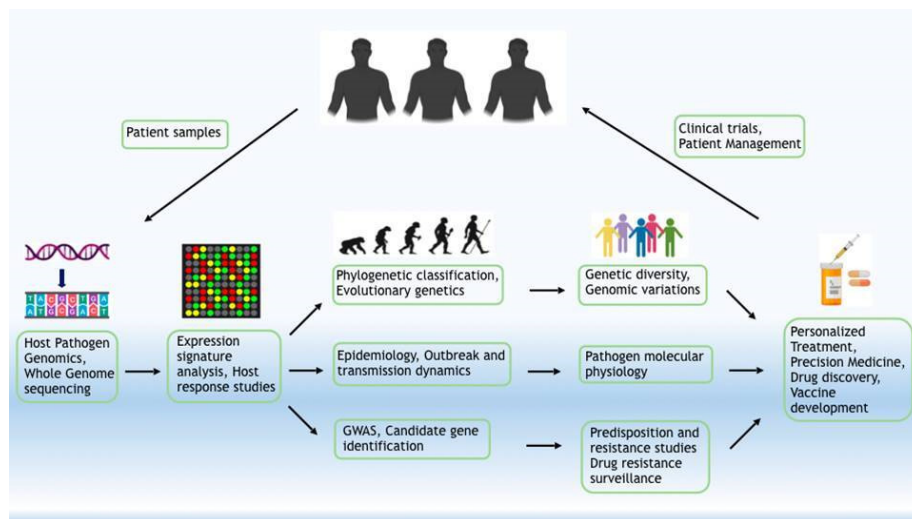 Patient samples
Clinical trials,
Patient Management
T A C G C T G A
A T G C G A C T
Host Pathogen
Genomics,
Whole Genome
sequencing
Expression
signature
analysis, Host
response studies
Phylogenetic classification,
Evolutionary genetics
Genetic diversity,
Genomic variations
Epidemiology, Outbreak and
transmission dynamics
Pathogen molecular
physiology
GWAS, Candidate gene
identification
Predisposition and
resistance studies
Drug resistance
surveillance
Personalized
Treatment,
Precision Medicine,
Drug discovery,
Vaccine
development